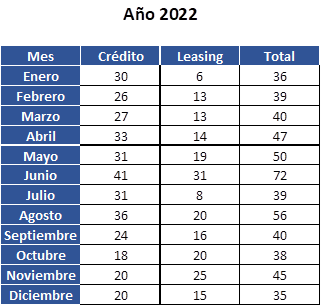 Año 2022
Mes Crédito Leasing Total
Enero 30 6 36
Febrero 26 13 39
Marzo 27 13 40
Abril 33 14 47
Mayo 31 19 50
Junio 41 31 72
Julio 31 8 39
Agosto 36 20 56
Septiembre 24 16 40
Octubre 18 20 38
Noviembre 20 25 45
Diciembre 20 15 35